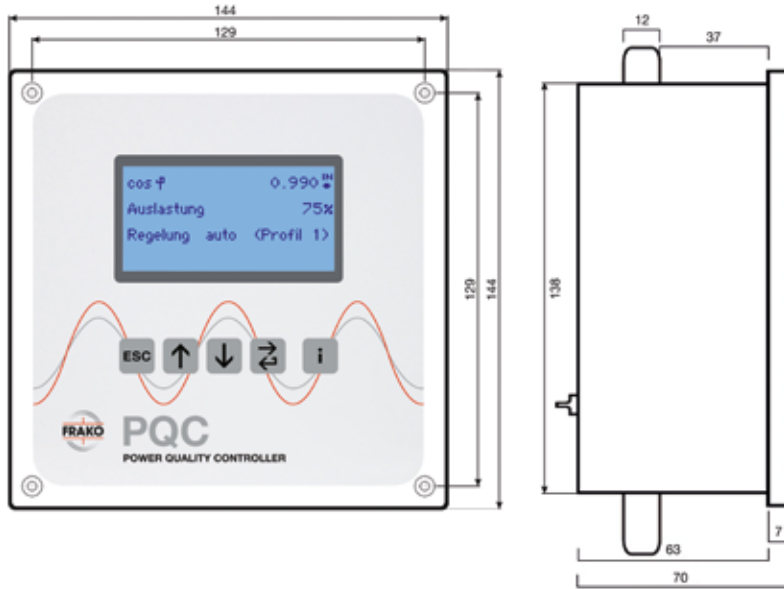 144
129
12
37
cos φ 0.990 IN
Auslastung 75%
Regelung auto (Profil 1)
129
144
138
ESC
i
FRAKO
PQC
POWER QUALITY CONTROLLER
7
63
70